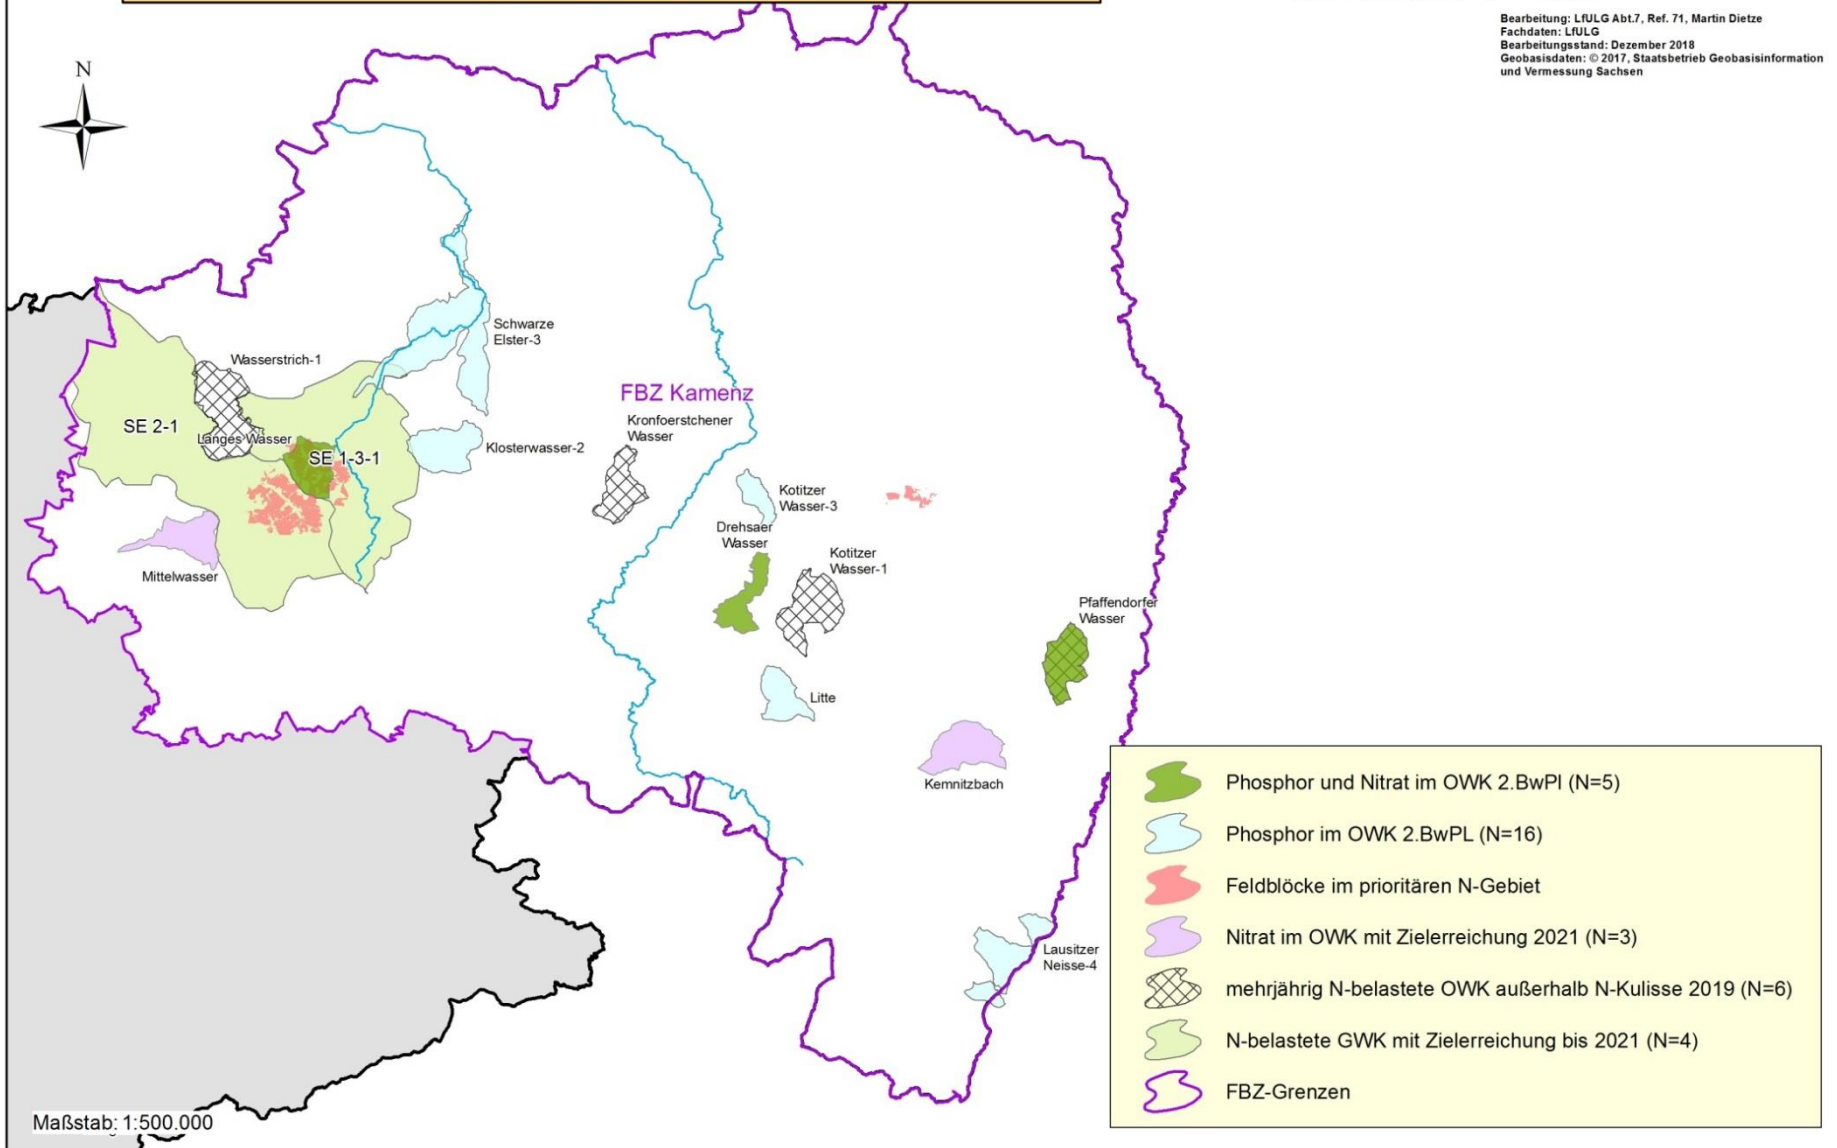 Bearbeitung: LfULG Abt.7, Ref. 71, Martin Dietze
Fachdaten: LfULG
Bearbeitungsstand: Dezember 2018
Geobasisdaten: © 2017, Staatsbetrieb Geobasisinformation
und Vermessung Sachsen
N
Schwarze
Elster-3
Wasserstrich-1
FBZ Kamenz
SE 2-1
Langes Wasser
SE 1-3-1
Klosterwasser-2
Kronfoerstchener
Wasser
Kotitzer
Wasser-3
Drehsaer
Wasser
Kotitzer
Wasser-1
Mittelwasser
Pfaffendorfer
Wasser
Litte
Kemnitzbach
Lausitzer
Neisse-4
Phosphor und Nitrat im OWK 2.BwPl (N=5)
Phosphor im OWK 2.BwPL (N=16)
Feldblöcke im prioritären N-Gebiet
Nitrat im OWK mit Zielerreichung 2021 (N=3)
mehrjährig N-belastete OWK außerhalb N-Kulisse 2019 (N=6)
N-belastete GWK mit Zielerreichung bis 2021 (N=4)
FBZ-Grenzen
Maßstab: 1:500.000